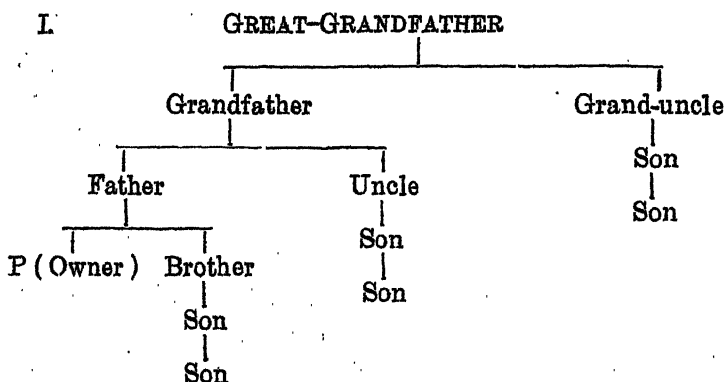 I. GREAT-GRANDFATHER
Grandfather Grand-uncle
Son
Father Uncle Son
Son
P (Owner) Brother
Son
Son
Son